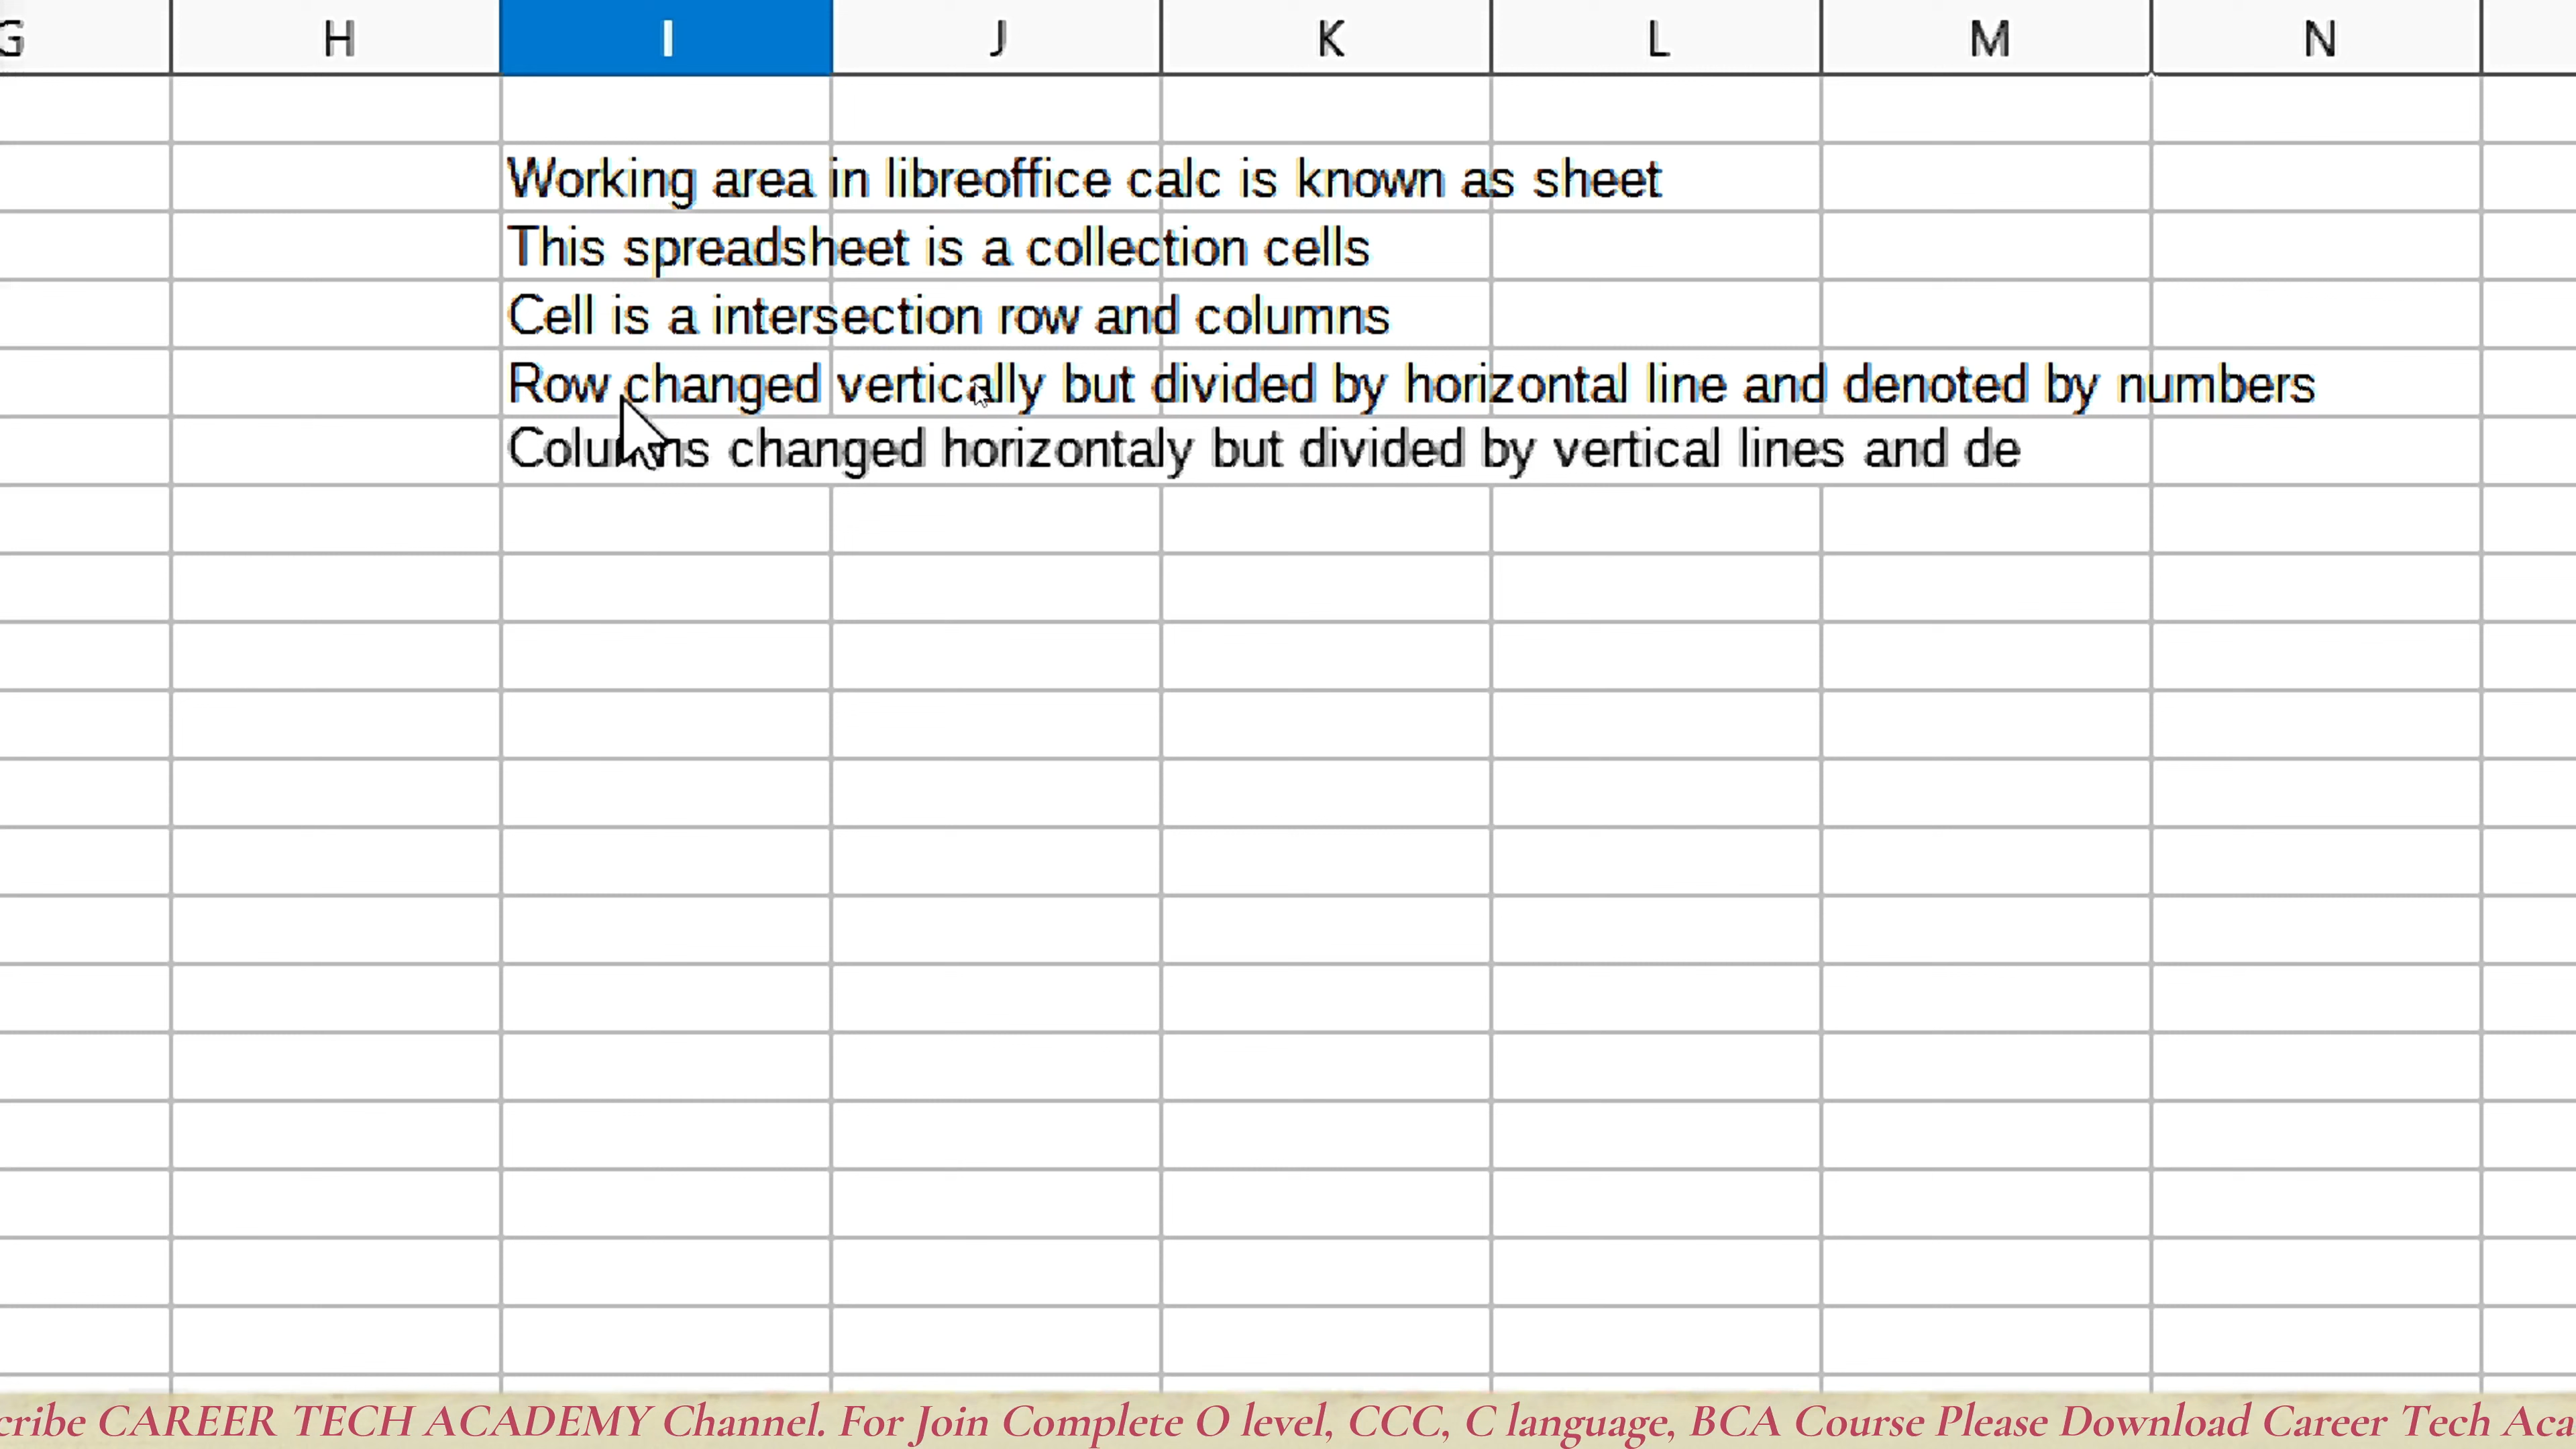 G H I J K L M N
Working area in libreoffice calc is known as sheet
This spreadsheet is a collection cells
Cell is a intersection row and columns
Row changed vertically but divided by horizontal line and denoted by numbers
Columns changed horizontaly but divided by vertical lines and de
cribe CAREER TECH ACADEMY Channel. For Join Complete O level, CCC, C language, BCA Course Please Download Career Tech Aca